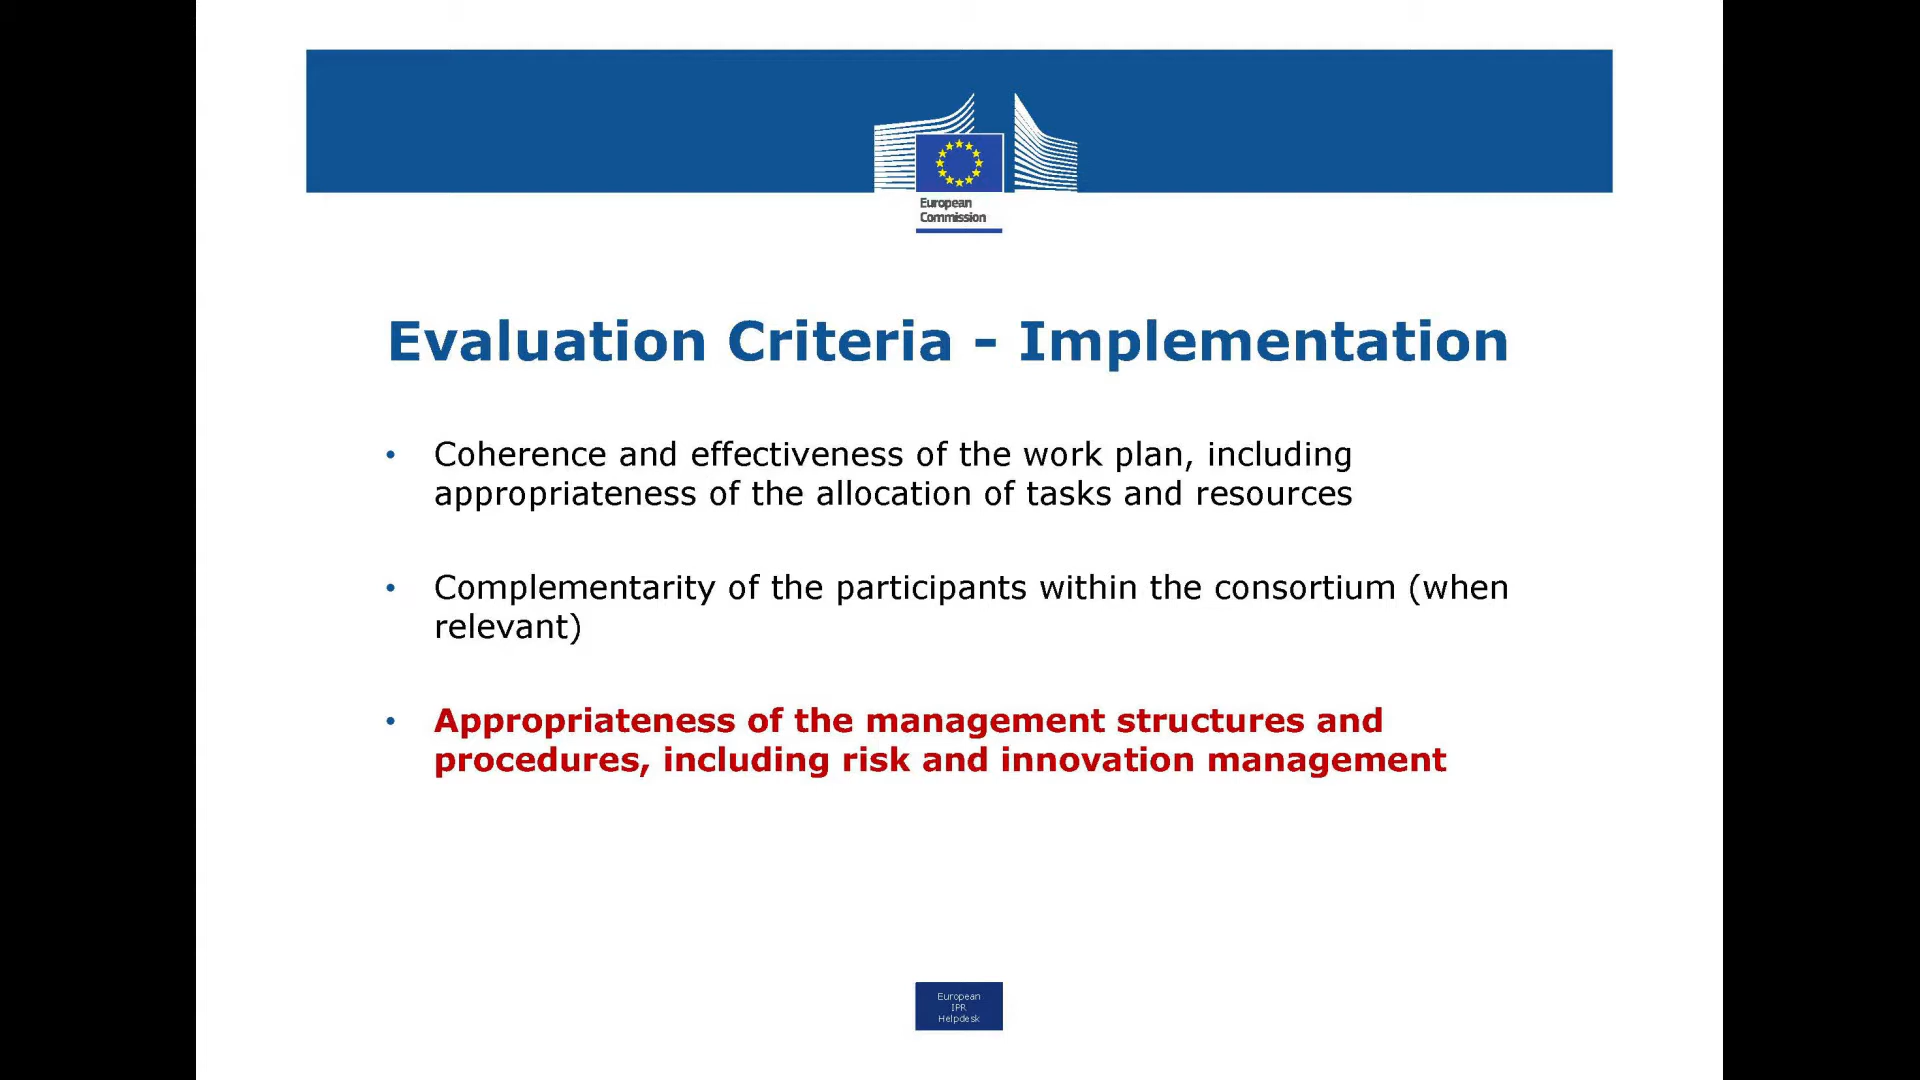 European
Commission
Evaluation Criteria - Implementation
• Coherence and effectiveness of the work plan, including
appropriateness of the allocation of tasks and resources
• Complementarity of the participants within the consortium (when
relevant)
• Appropriateness of the management structures and
procedures, including risk and innovation management
European
IPR
Helpdesk